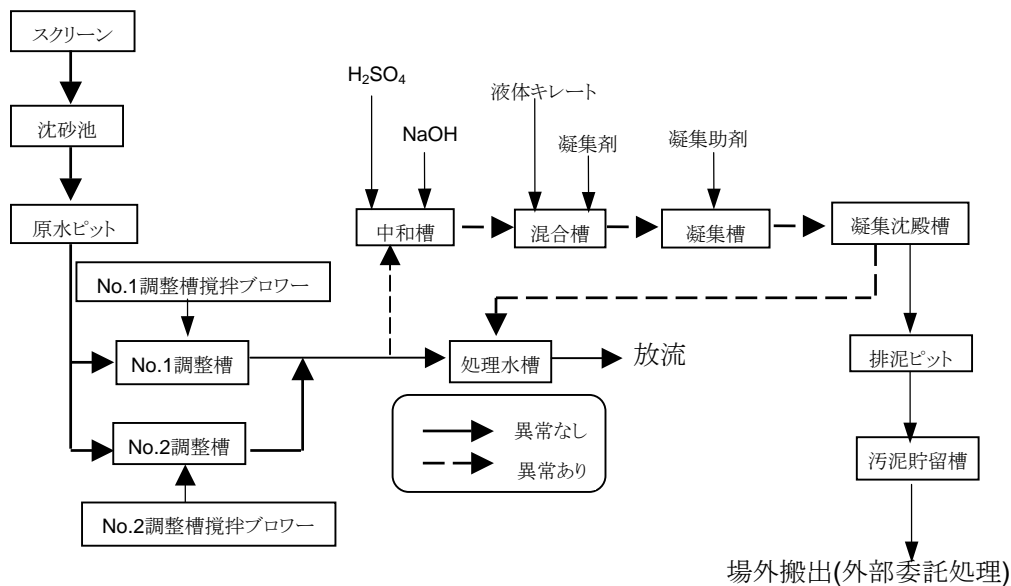 スクリーン
沈砂池
原水ピット
H₂SO₄
NaOH
液体キレート
凝集剤
凝集助剤
中和槽
混合槽
凝集槽
凝集沈殿槽
No.1調整槽撹拌ブロワー
No.1調整槽
処理水槽
放流
排泥ピット
No.2調整槽
異常なし
異常あり
汚泥貯留槽
No.2調整槽撹拌ブロワー
場外搬出(外部委託処理)